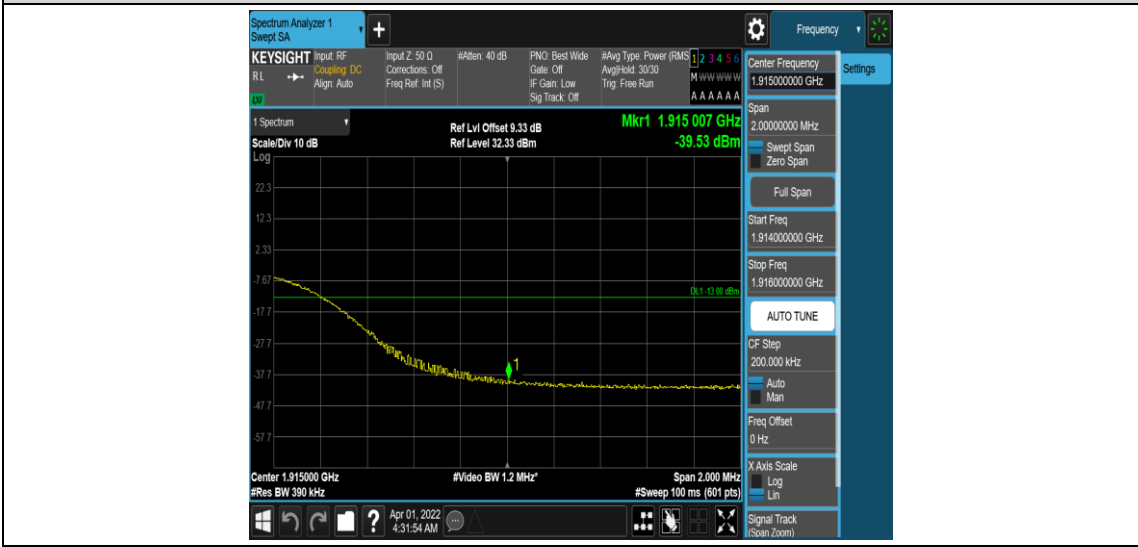 Spectrum Analyzer 1
Swept SA
+
Frequency
KEYSIGHT
RL
LXI
Input: RF
Coupling: DC
Align: Auto
Input Z: 50 Ω
Corrections: Off
Freq Ref: Int (S)
#Atten: 40 dB
PNO: Best Wide
Gate: Off
IF Gain: Low
Sig Track: Off
#Avg Type: Power (RMS
Avg|Hold: 30/30
Trig: Free Run
1 2 3 4 5 6
M W W W W W
A A A A A A
1 Spectrum
Scale/Div 10 dB
Log
Ref Lvl Offset 9.33 dB
Ref Level 32.33 dBm
Mkr1 1.915 007 GHz
-39.53 dBm
22.3
12.3
2.33
-7.67
-17.7
-27.7
-37.7
-47.7
-57.7
DL1 -13.00 dBm
1
Center 1.915000 GHz
#Res BW 390 kHz
#Video BW 1.2 MHz*
Span 2.000 MHz
#Sweep 100 ms (601 pts)
Apr 01, 2022
4:31:54 AM
?
Center Frequency
1.915000000 GHz
Settings
Span
2.00000000 MHz
Swept Span
Zero Span
Full Span
Start Freq
1.914000000 GHz
Stop Freq
1.916000000 GHz
AUTO TUNE
CF Step
200.000 kHz
Auto
Man
Freq Offset
0 Hz
X Axis Scale
Log
Lin
Signal Track
(Span Zoom)